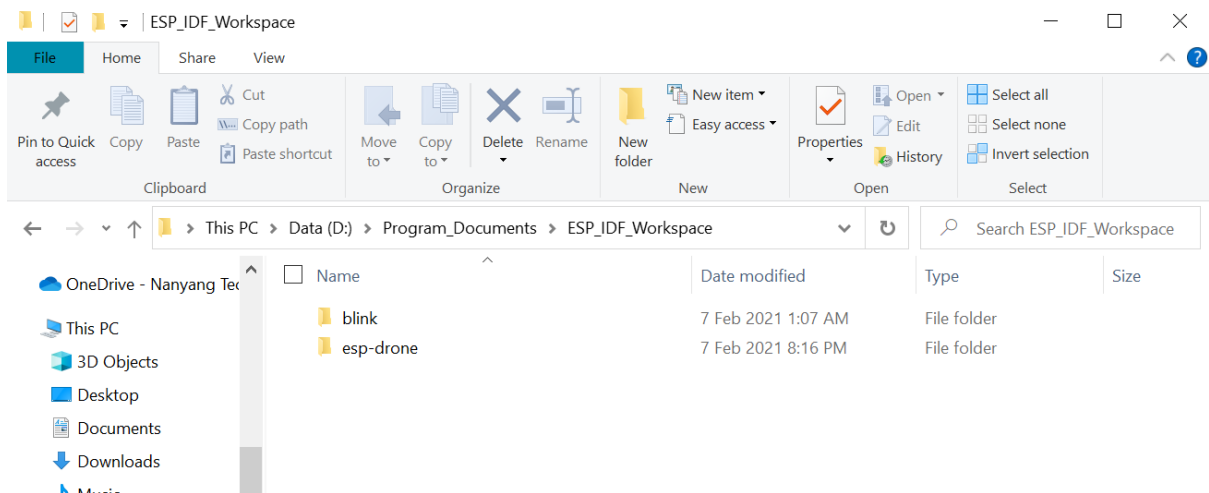 ESP_IDF_Workspace
File Home Share View
Pin to Quick access
Copy
Paste
Cut
Copy path
Paste shortcut
Clipboard
Move to
Copy to
Delete
Rename
Organize
New folder
New item
Easy access
New
Properties
Open
Edit
History
Open
Select all
Select none
Invert selection
Select
This PC > Data (D:) > Program_Documents > ESP_IDF_Workspace
Search ESP_IDF_Workspace
OneDrive - Nanyang Tec
This PC
3D Objects
Desktop
Documents
Downloads
Music
Name Date modified Type Size
blink 7 Feb 2021 1:07 AM File folder
esp-drone 7 Feb 2021 8:16 PM File folder